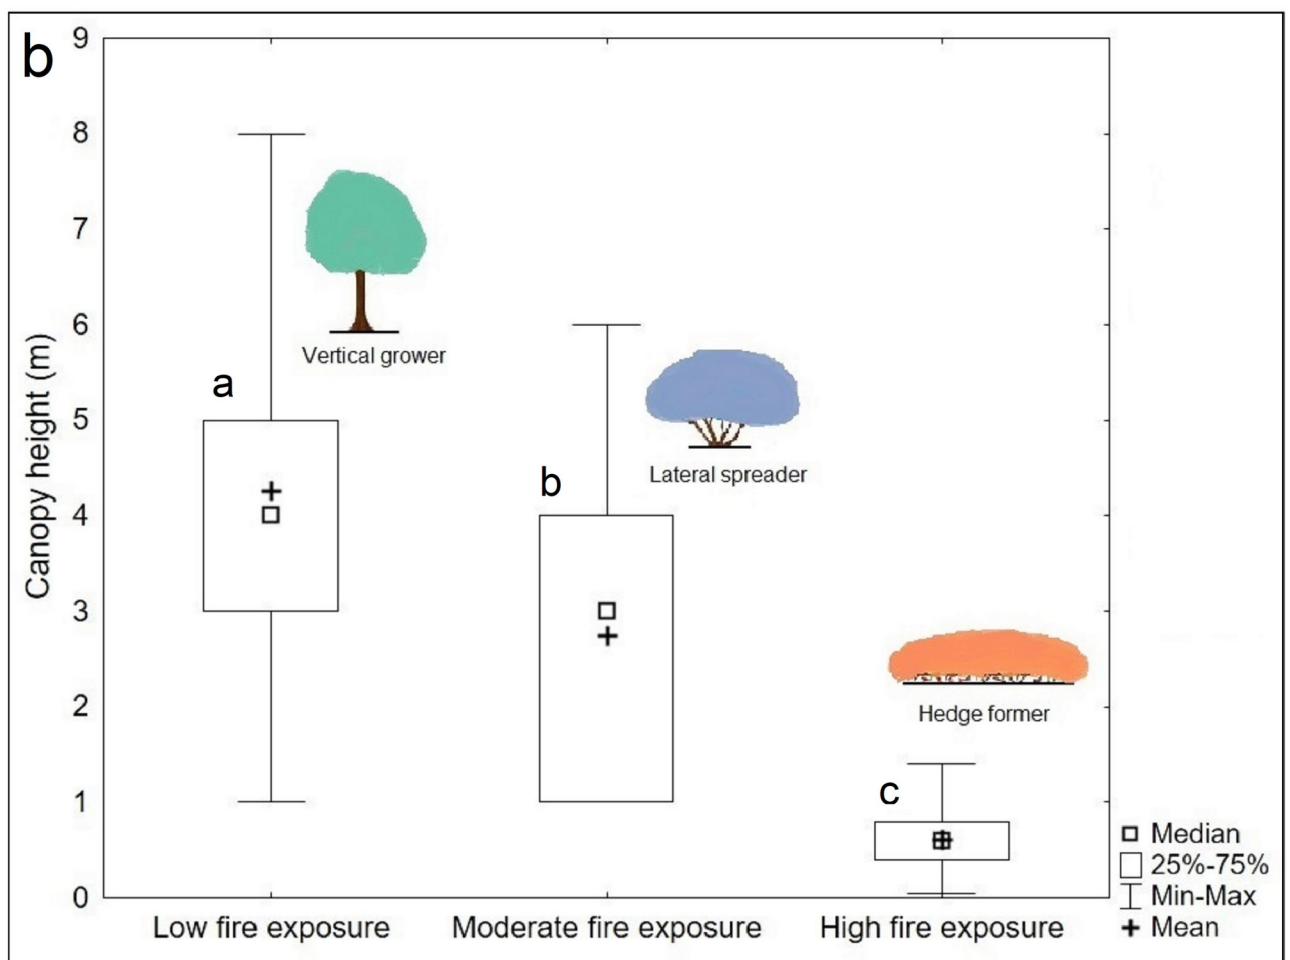 b
9
8
7
6
5
4
3
2
1
0
Canopy height (m)
a
Vertical grower
b
Lateral spreader
c
Hedge former
Low fire exposure
Moderate fire exposure
High fire exposure
Median
25%-75%
Min-Max
Mean